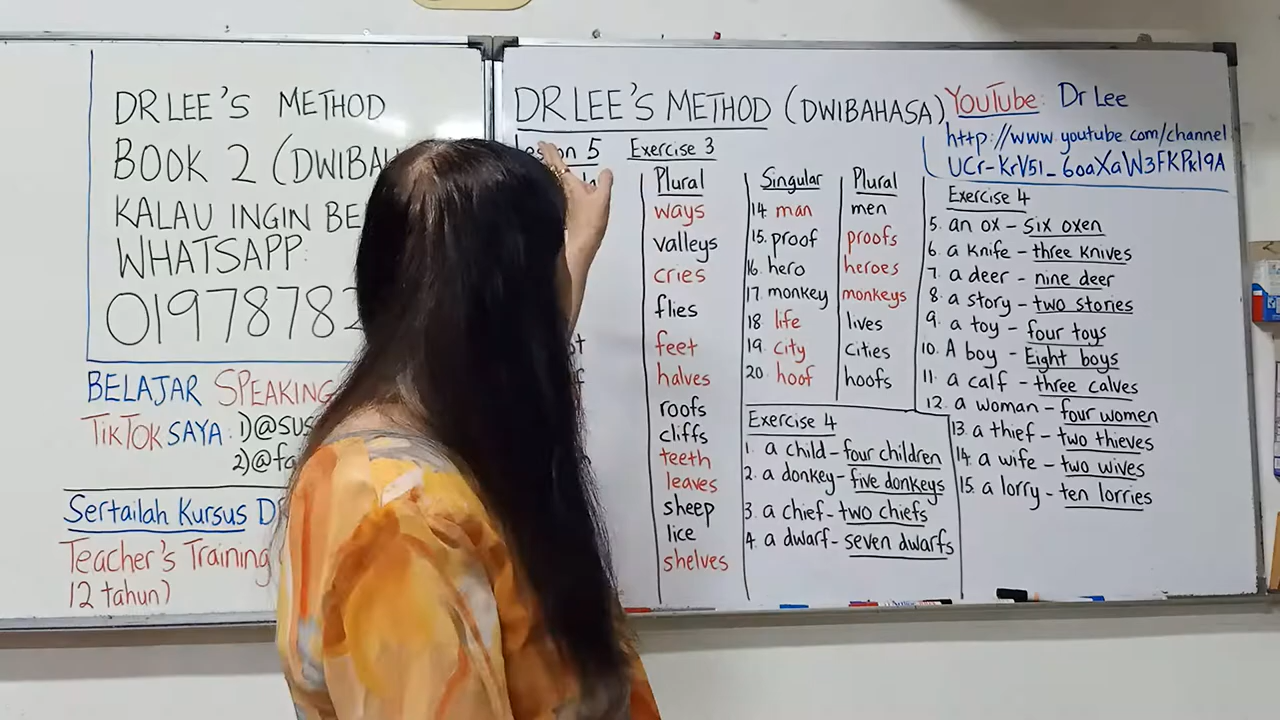 DR LEE'S METHOD
BOOK 2 (DWIBAH
KALAU INGIN BE
WHATSAPP:
01978782
BELAJAR SPEAKING
TIKTOK SAYA: 1)@sus
2)@fa
Sertailah Kursus D
Teacher's Training
12 tahun)
DR LEE'S METHOD (DWIBAHASA)
Lesson 5 Exercise 3
Plural
ways
valleys
cries
flies
feet
halves
roofs
cliffs
teeth
leaves
sheep
lice
shelves
Singular Plural
14. man men
15. proof proofs
16. hero heroes
17. monkey monkeys
18. life lives
19. city cities
20. hoof hoofs
Exercise 4
1. a child - four children
2. a donkey - five donkeys
3. a chief - two chiefs
4. a dwarf - seven dwarfs
YouTube: Dr Lee
http://www.youtube.com/channel
UCr-KrV5l_6oaXaW3FKPkl9A
Exercise 4
5. an ox - six oxen
6. a knife - three knives
7. a deer - nine deer
8. a story - two stories
9. a toy - four toys
10. A boy - Eight boys
11. a calf - three calves
12. a woman - four women
13. a thief - two thieves
14. a wife - two wives
15. a lorry - ten lorries